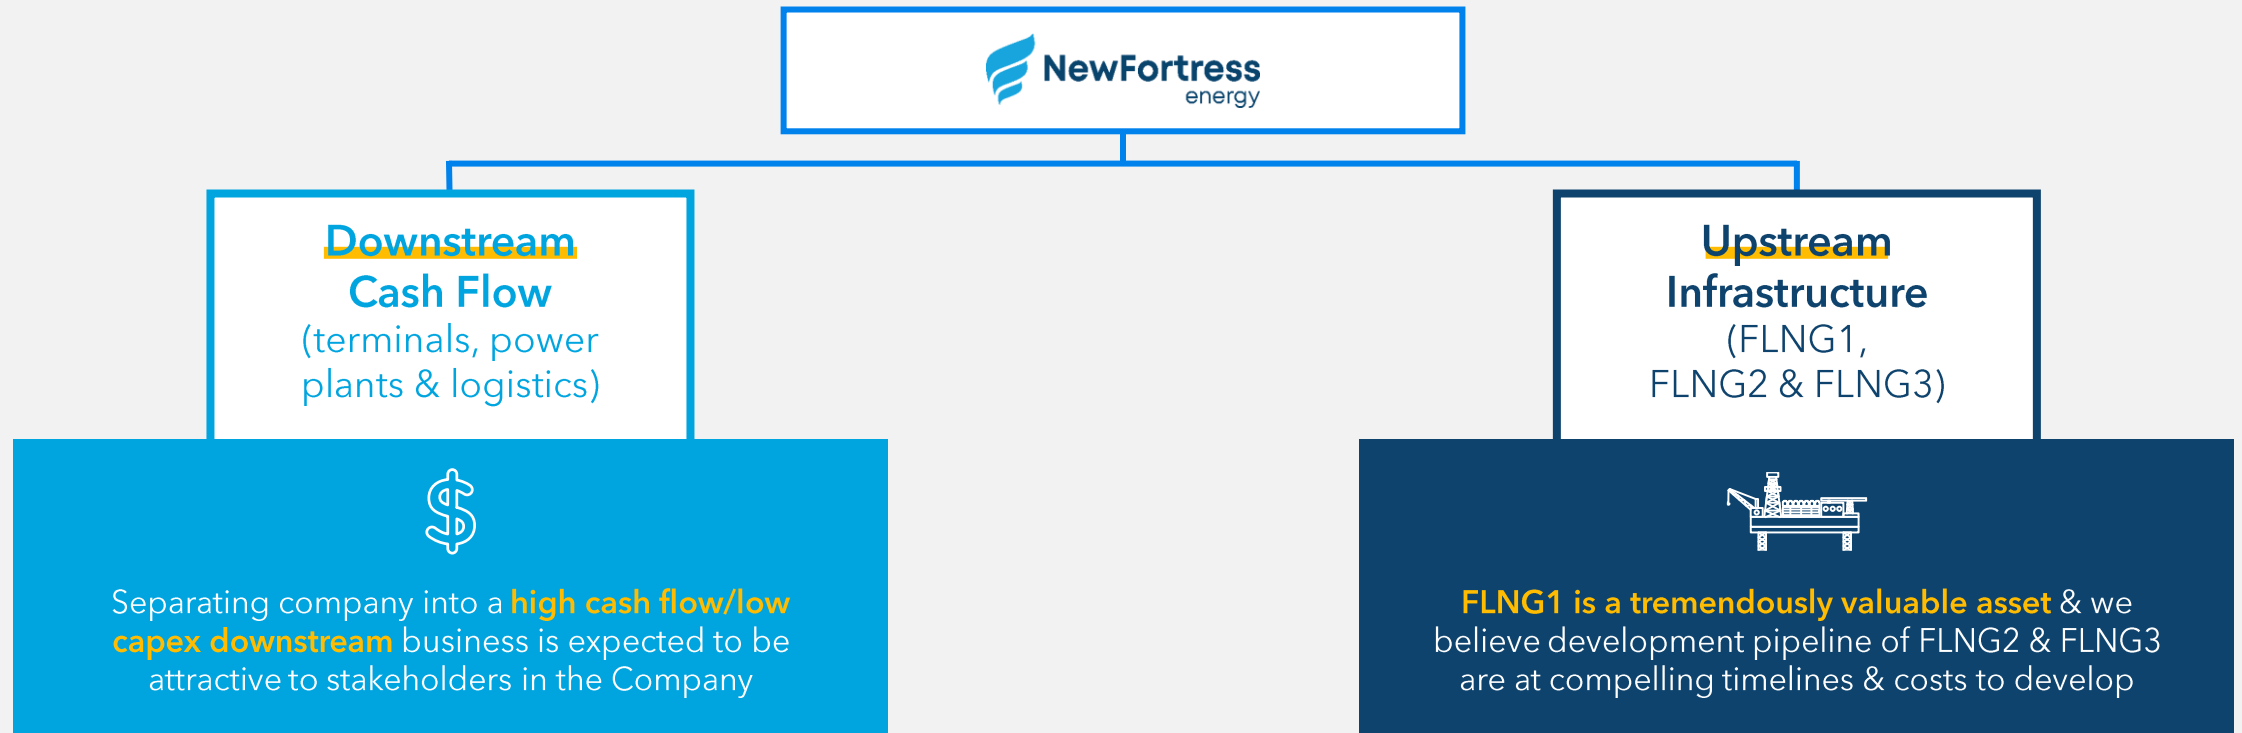 NewFortress
energy
Downstream
Cash Flow
(terminals, power
plants & logistics)
Separating company into a high cash flow/low
capex downstream business is expected to be
attractive to stakeholders in the Company
Upstream
Infrastructure
(FLNG1,
FLNG2 & FLNG3)
FLNG1 is a tremendously valuable asset & we
believe development pipeline of FLNG2 & FLNG3
are at compelling timelines & costs to develop